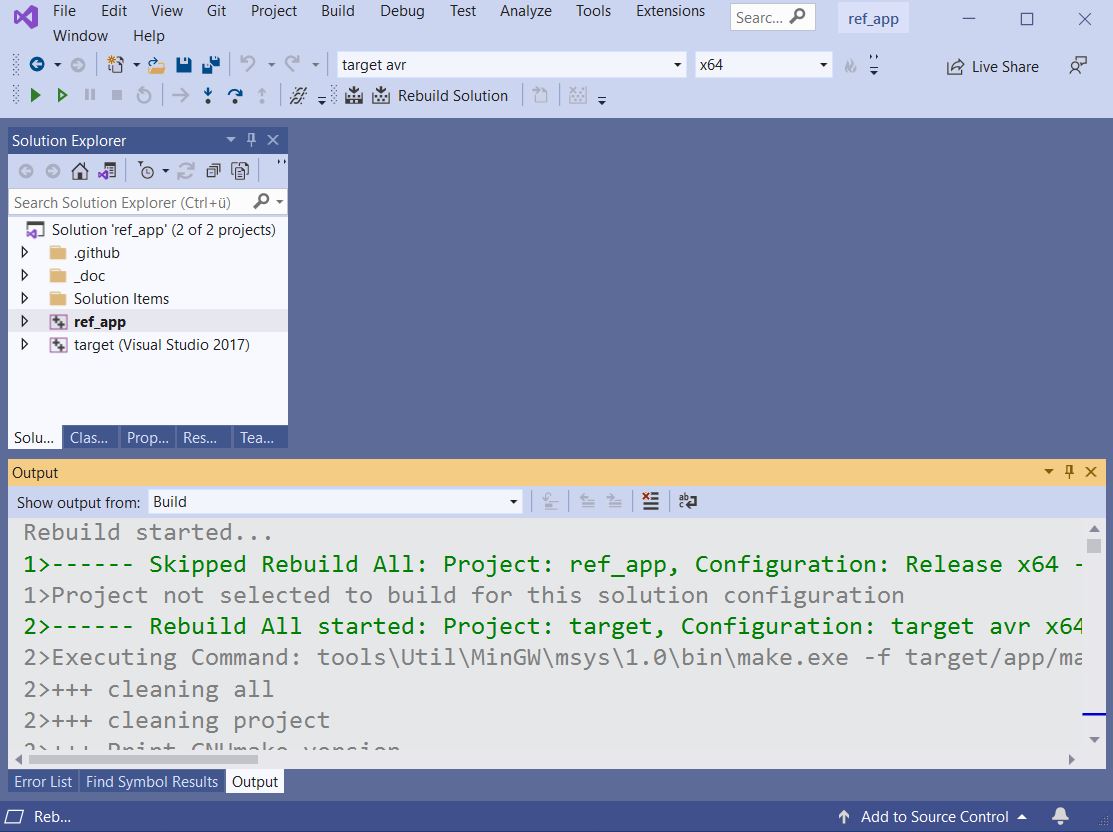 File Edit View Git Project Build Debug Test Analyze Tools Extensions Searc... ref_app
Window Help
target avr x64 Live Share
Rebuild Solution
Solution Explorer
Search Solution Explorer (Ctrl+ü)
Solution 'ref_app' (2 of 2 projects)
.github
_doc
Solution Items
ref_app
target (Visual Studio 2017)
Solu... Clas... Prop... Res... Tea...
Output
Show output from: Build
Rebuild started...
1>------ Skipped Rebuild All: Project: ref_app, Configuration: Release x64 -
1>Project not selected to build for this solution configuration
2>------ Rebuild All started: Project: target, Configuration: target avr x64
2>Executing Command: tools\Util\MinGW\msys\1.0\bin\make.exe -f target/app/ma
2>+++ cleaning all
2>+++ cleaning project
2>+++ Print GNUmake version
Error List Find Symbol Results Output
Reb... Add to Source Control